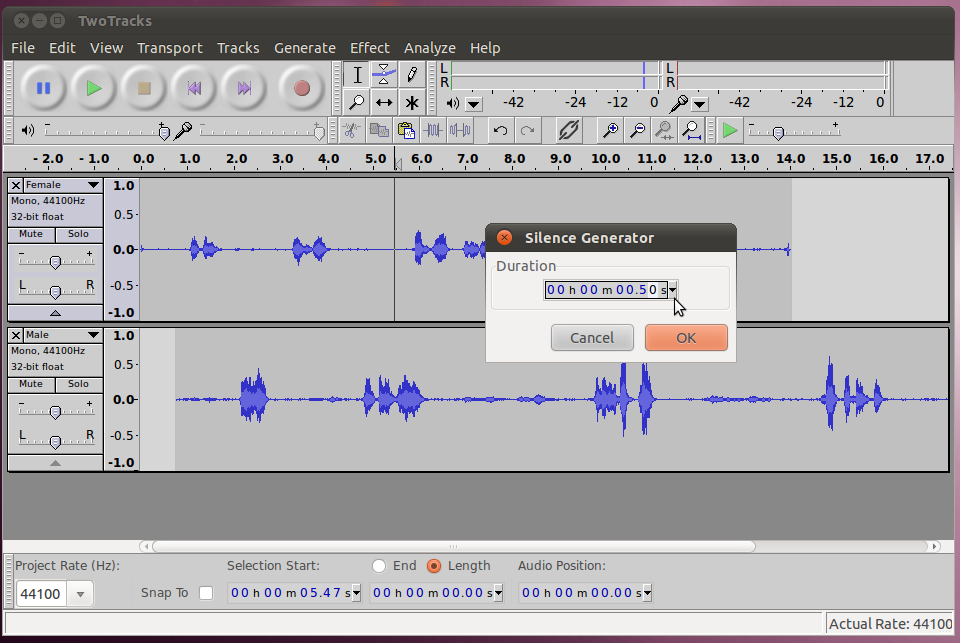 TwoTracks
File Edit View Transport Tracks Generate Effect Analyze Help
L
R
-42 -24 -12 0
L
R
-42 -24 -12 0
- 2.0 - 1.0 0.0 1.0 2.0 3.0 4.0 5.0 6.0 7.0 8.0 9.0 10.0 11.0 12.0 13.0 14.0 15.0 16.0 17.0
Female
Mono, 44100Hz
32-bit float
Mute Solo
- +
L R
1.0
0.5-
0.0-
-0.5-
-1.0
Silence Generator
Duration
00 h 00 m 00.50 s
Cancel OK
Male
Mono, 44100Hz
32-bit float
Mute Solo
- +
L R
1.0
0.5-
0.0-
-0.5-
-1.0
Project Rate (Hz):
44100
Snap To
Selection Start:
00 h 00 m 05.47 s
End Length
00 h 00 m 00.00 s
Audio Position:
00 h 00 m 00.00 s
Actual Rate: 44100